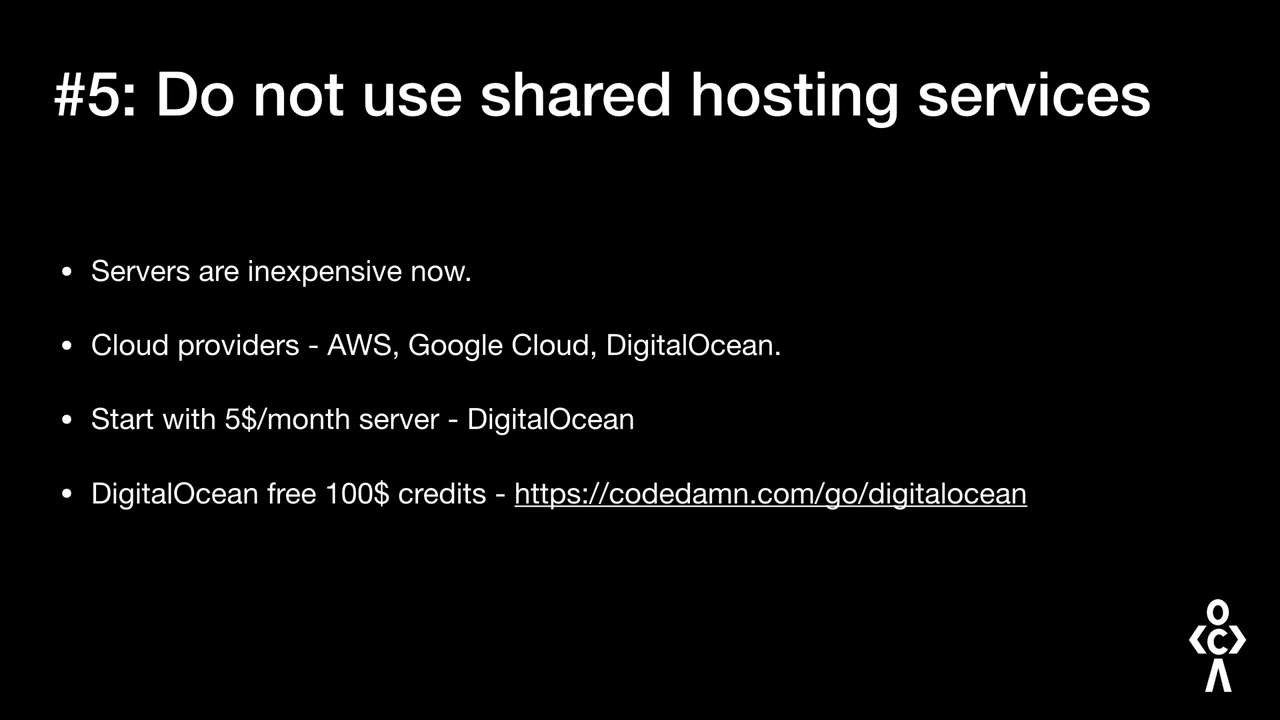 #5: Do not use shared hosting services
• Servers are inexpensive now.
• Cloud providers - AWS, Google Cloud, DigitalOcean.
• Start with 5$/month server - DigitalOcean
• DigitalOcean free 100$ credits - https://codedamn.com/go/digitalocean